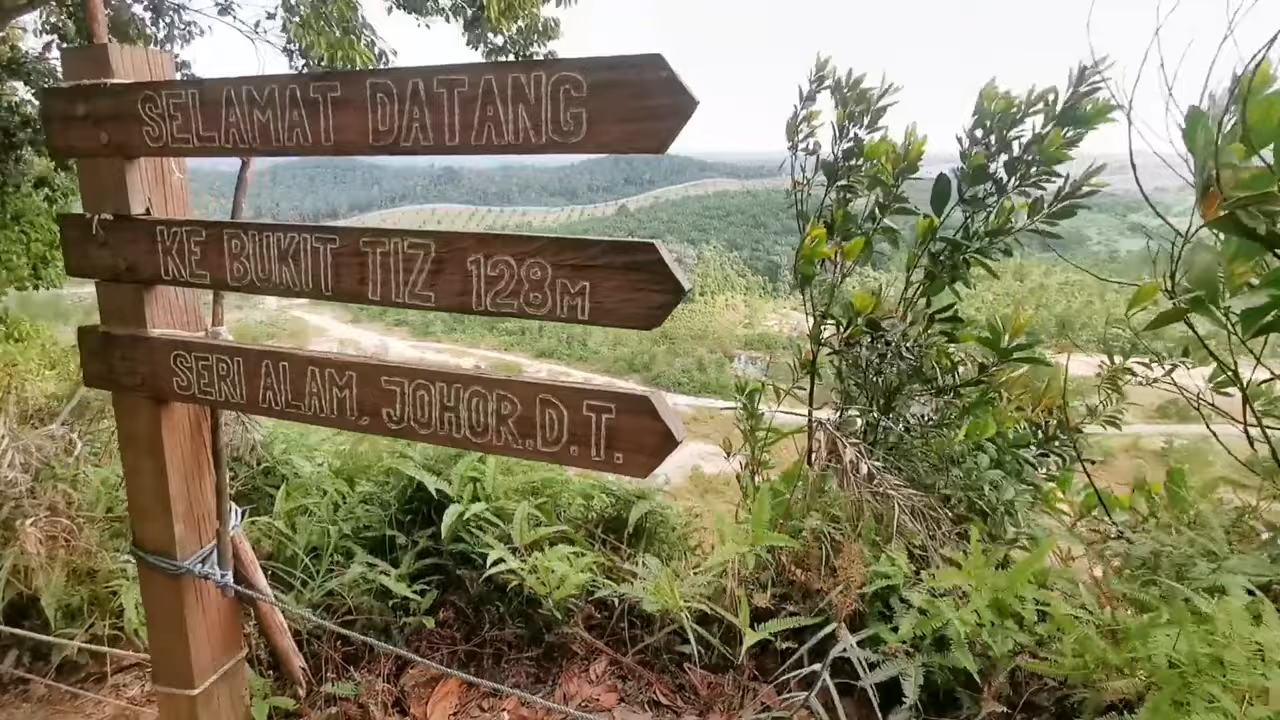 SELAMAT DATANG
KE BUKIT TIZ 128M
SERI ALAM, JOHOR.D.T.